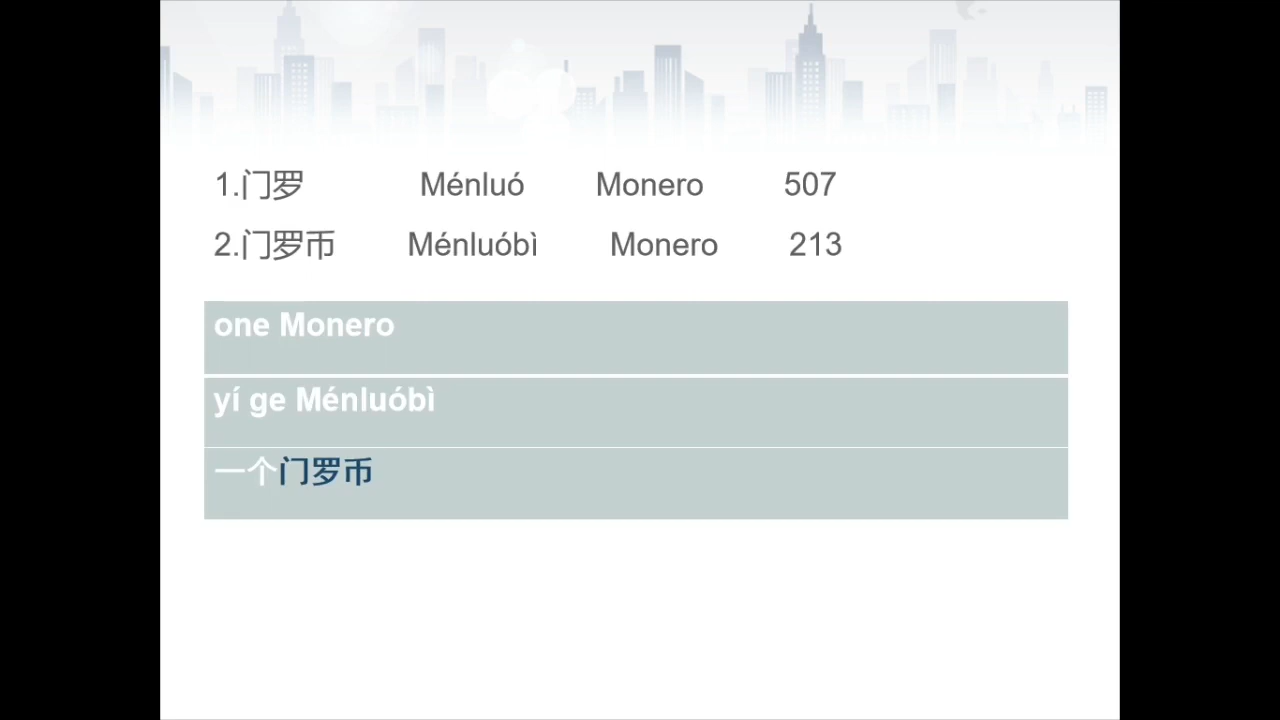 1.门罗 Ménluó Monero 507
2.门罗币 Ménluóbì Monero 213
one Monero
yí ge Ménluóbì
一个门罗币